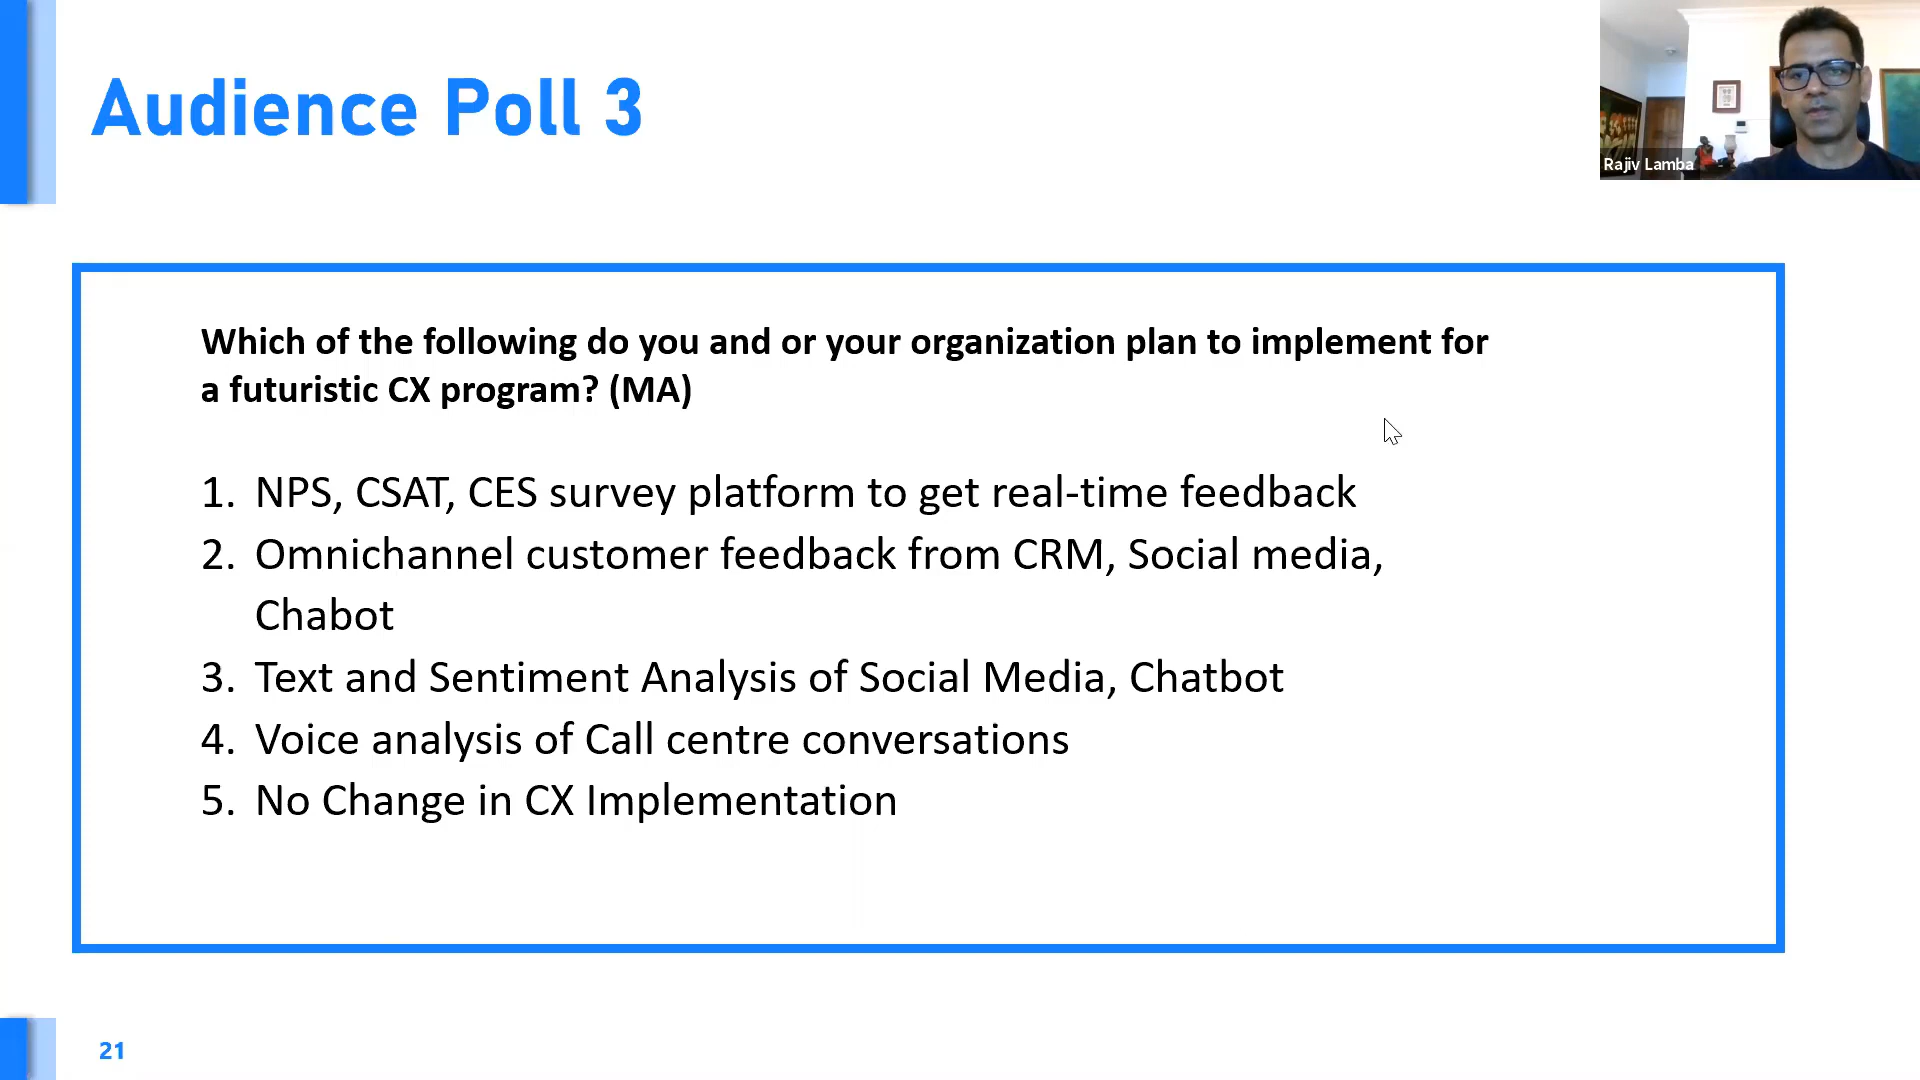 Audience Poll 3
Rajiv Lamba
Which of the following do you and or your organization plan to implement for
a futuristic CX program? (MA)
1. NPS, CSAT, CES survey platform to get real-time feedback
2. Omnichannel customer feedback from CRM, Social media,
Chabot
3. Text and Sentiment Analysis of Social Media, Chatbot
4. Voice analysis of Call centre conversations
5. No Change in CX Implementation
21